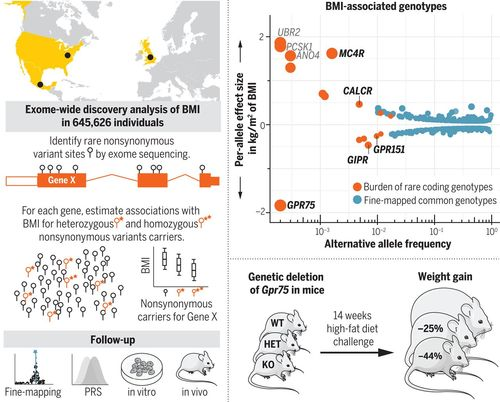 Exome-wide discovery analysis of BMI
in 645,626 individuals
Identify rare nonsynonymous
variant sites by exome sequencing.
Gene X
For each gene, estimate associations with
BMI for heterozygous and homozygous
nonsynonymous variants carriers.
BMI
Nonsynonymous
carriers for Gene X
Follow-up
Fine-mapping
PRS
in vitro
in vivo
BMI-associated genotypes
Per-allele effect size
in kg/m² of BMI
2
1
0
−1
−2
UBR2
PCSK1
ANO4
MC4R
CALCR
GPR151
GIPR
GPR75
Burden of rare coding genotypes
Fine-mapped common genotypes
10⁻³
10⁻²
10⁻¹
10⁰
Alternative allele frequency
Genetic deletion
of Gpr75 in mice
WT
HET
KO
14 weeks
high-fat diet
challenge
Weight gain
−25%
−44%